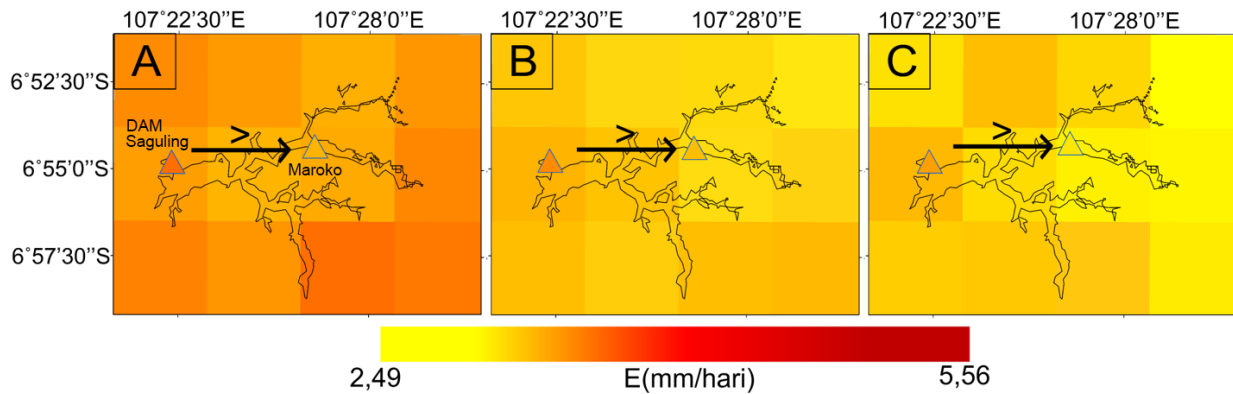 107°22’30’’E 107°28’0’’E 107°22’30’’E 107°28’0’’E 107°22’30’’E 107°28’0’’E
A B C
6°52’30’’S
DAM
Saguling
> > >
6°55’0’’S
Maroko
6°57’30’’S
2,49 E(mm/hari) 5,56